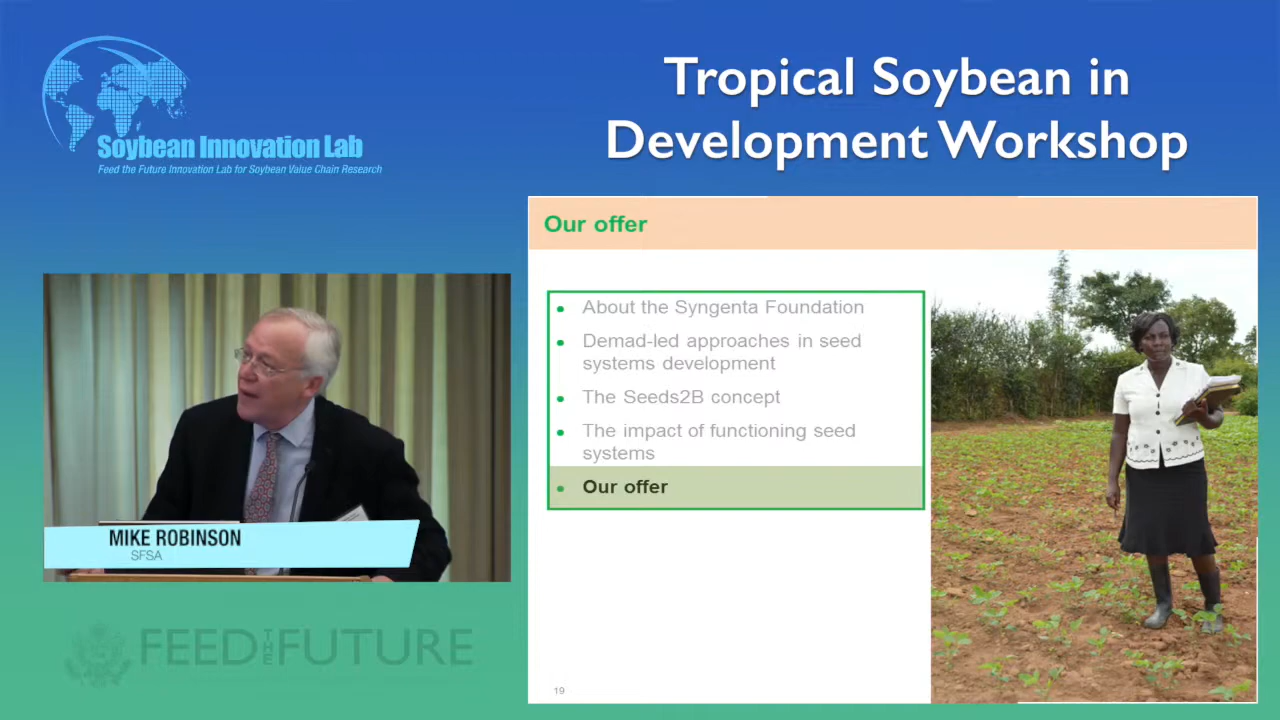 Soybean Innovation Lab
Feed the Future Innovation Lab for Soybean Value Chain Research
Tropical Soybean in
Development Workshop
Our offer
• About the Syngenta Foundation
• Demad-led approaches in seed
systems development
• The Seeds2B concept
• The impact of functioning seed
systems
• Our offer
19
MIKE ROBINSON
SFSA
FEED THE FUTURE